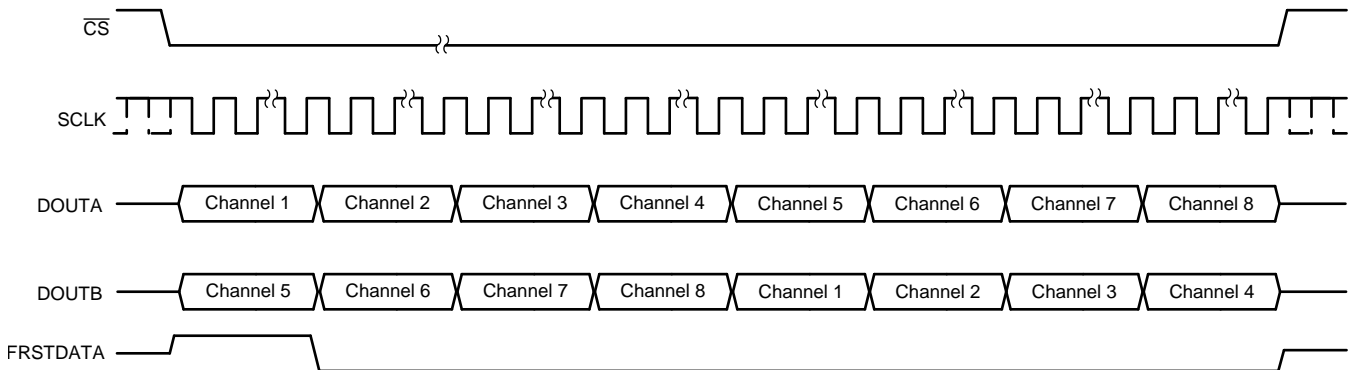 CS
SCLK
DOUTA Channel 1 Channel 2 Channel 3 Channel 4 Channel 5 Channel 6 Channel 7 Channel 8
DOUTB Channel 5 Channel 6 Channel 7 Channel 8 Channel 1 Channel 2 Channel 3 Channel 4
FRSTDATA